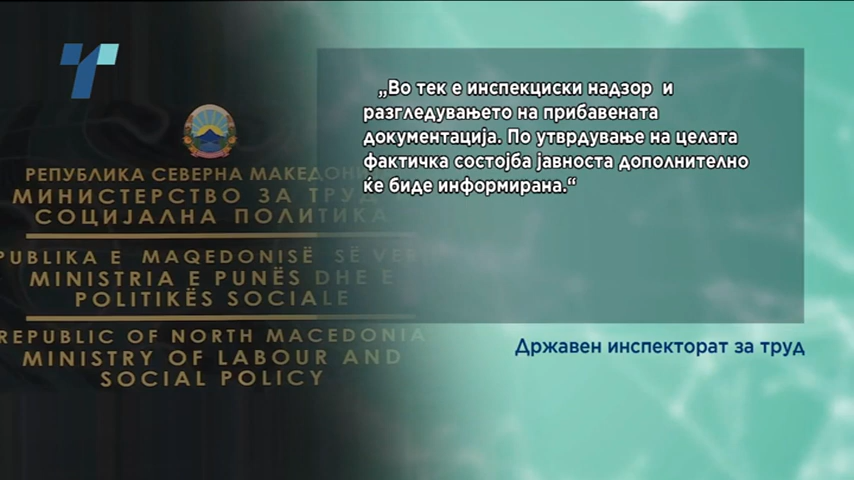 „Во тек е инспекциски надзор и
разгледувањето на прибавената
документација. По утврдување на целата
фактичка состојба јавноста дополнително
ќе биде информирана.“
Државен инспекторат за труд
РЕПУБЛИКА СЕВЕРНА МАКЕДОНИ
МИНИСТЕРСТВО ЗА ТРУД
СОЦИЈАЛНА ПОЛИТИКА
PUBLIKA E MAQEDONISË SË VERI
MINISTRIA E PUNËS DHE E
POLITIKËS SOCIALE
REPUBLIC OF NORTH MACEDONIA
MINISTRY OF LABOUR AND
SOCIAL POLICY